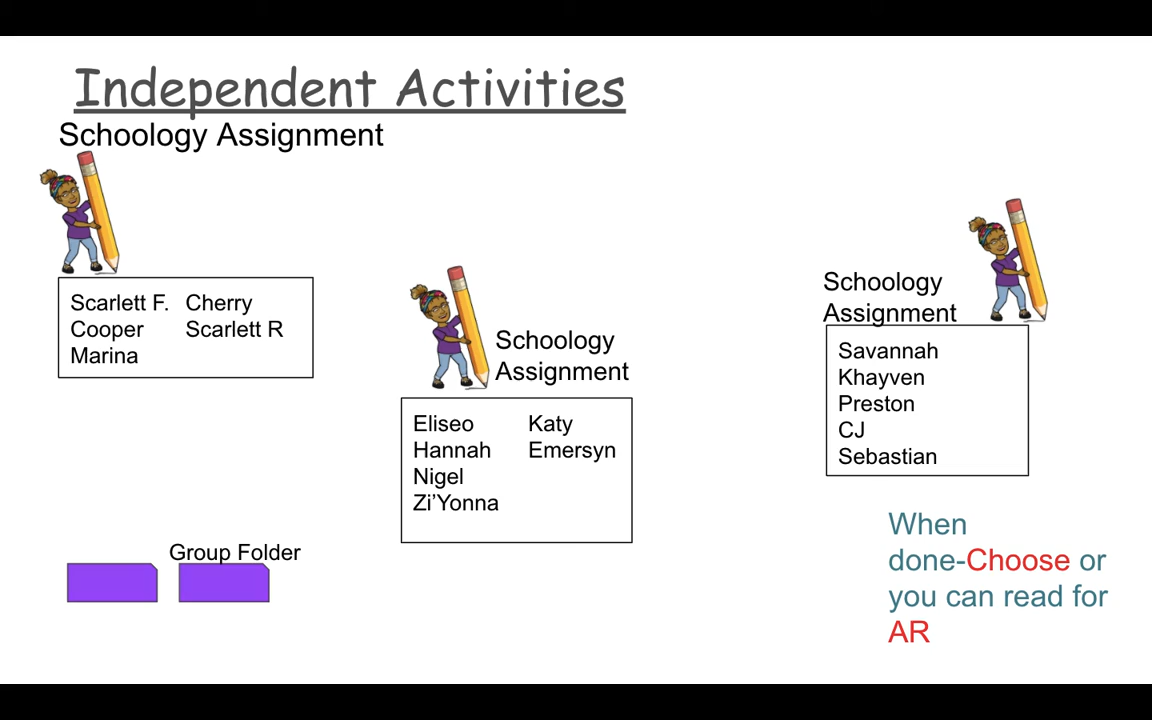 Independent Activities
Schoology Assignment
Scarlett F. Cherry
Cooper Scarlett R
Marina
Schoology
Assignment
Eliseo Katy
Hannah Emersyn
Nigel
Zi’Yonna
Schoology
Assignment
Savannah
Khayven
Preston
CJ
Sebastian
Group Folder
When
done-Choose or
you can read for
AR